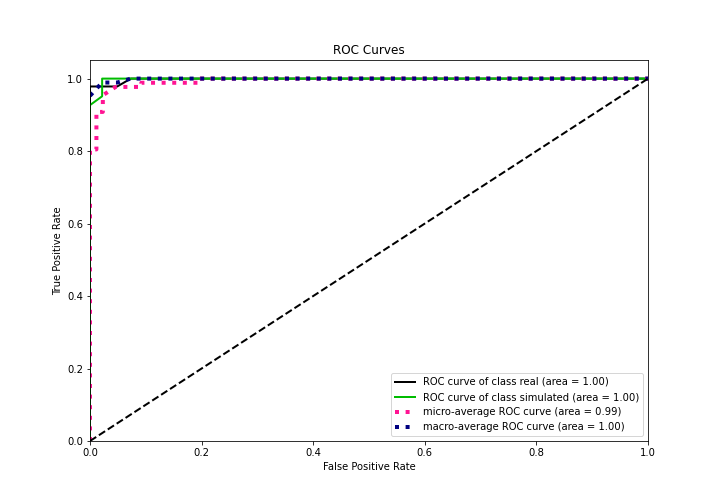 ROC Curves
True Positive Rate
1.0
0.8
0.6
0.4
0.2
0.0
0.0 0.2 0.4 0.6 0.8 1.0
False Positive Rate
ROC curve of class real (area = 1.00)
ROC curve of class simulated (area = 1.00)
micro-average ROC curve (area = 0.99)
macro-average ROC curve (area = 1.00)